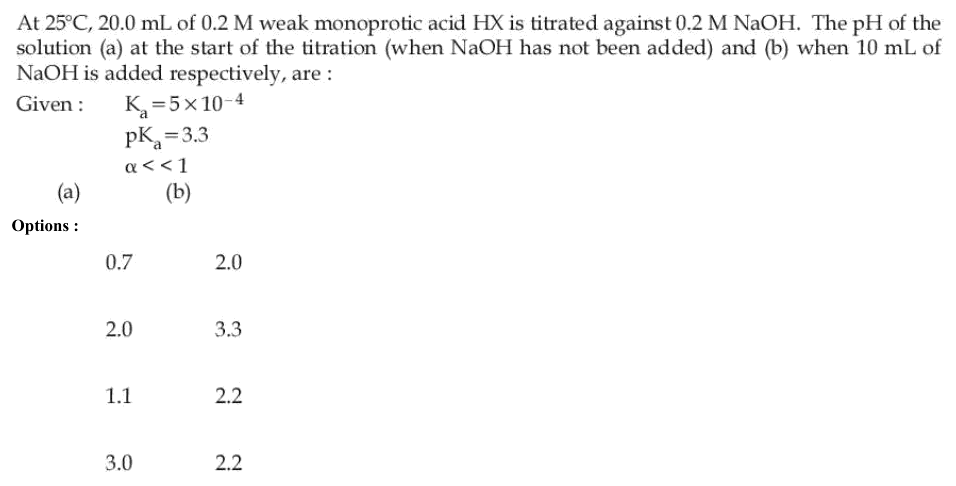 At 25°C, 20.0 mL of 0.2 M weak monoprotic acid HX is titrated against 0.2 M NaOH. The pH of the
solution (a) at the start of the titration (when NaOH has not been added) and (b) when 10 mL of
NaOH is added respectively, are :
Given : Kₐ=5×10⁻⁴
pKₐ=3.3
α<<1
(a) (b)
Options :
0.7 2.0
2.0 3.3
1.1 2.2
3.0 2.2